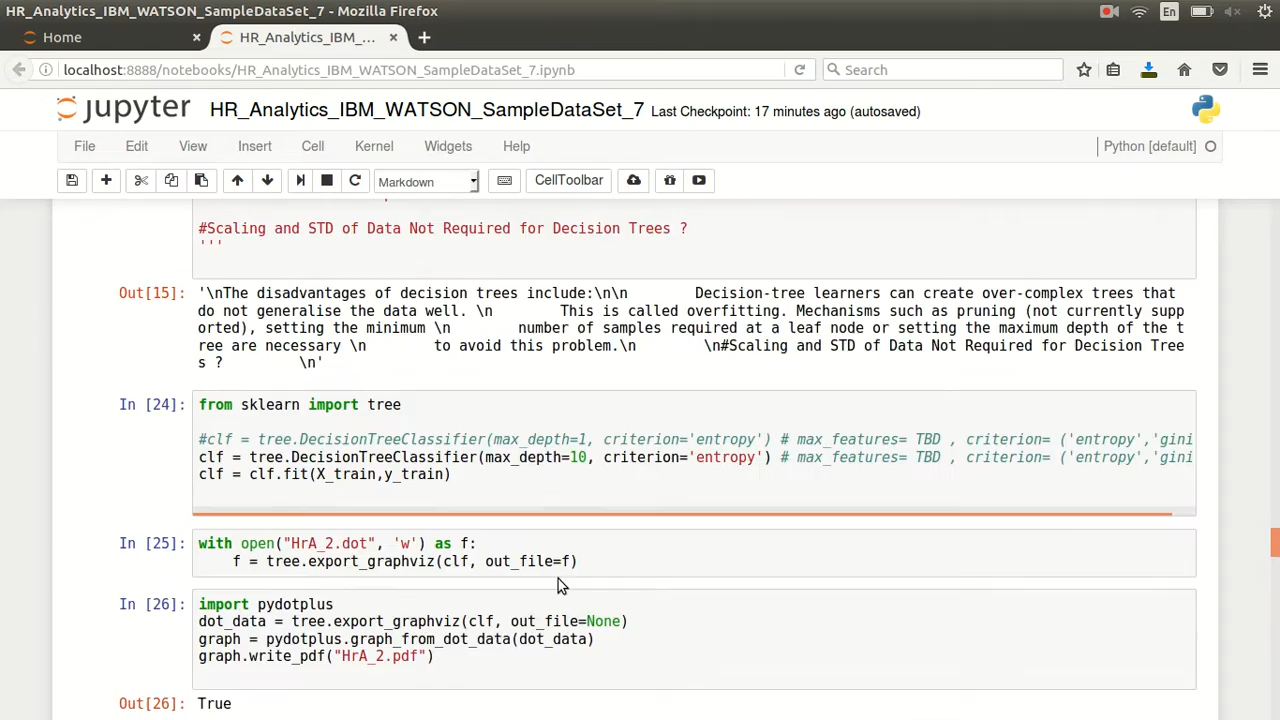 HR_Analytics_IBM_WATSON_SampleDataSet_7 - Mozilla Firefox
En
Home
HR_Analytics_IBM_...
localhost:8888/notebooks/HR_Analytics_IBM_WATSON_SampleDataSet_7.ipynb
Search
jupyter HR_Analytics_IBM_WATSON_SampleDataSet_7 Last Checkpoint: 17 minutes ago (autosaved)
File Edit View Insert Cell Kernel Widgets Help Python [default]
Markdown CellToolbar
#Scaling and STD of Data Not Required for Decision Trees ?
'''
Out[15]: '\nThe disadvantages of decision trees include:\n\n Decision-tree learners can create over-complex trees that
do not generalise the data well. \n This is called overfitting. Mechanisms such as pruning (not currently supp
orted), setting the minimum \n number of samples required at a leaf node or setting the maximum depth of the t
ree are necessary \n to avoid this problem.\n \n#Scaling and STD of Data Not Required for Decision Tree
s ? \n'
In [24]: from sklearn import tree
#clf = tree.DecisionTreeClassifier(max_depth=1, criterion='entropy') # max_features= TBD , criterion= ('entropy','gini
clf = tree.DecisionTreeClassifier(max_depth=10, criterion='entropy') # max_features= TBD , criterion= ('entropy','gini
clf = clf.fit(X_train,y_train)
In [25]: with open("HrA_2.dot", 'w') as f:
f = tree.export_graphviz(clf, out_file=f)
In [26]: import pydotplus
dot_data = tree.export_graphviz(clf, out_file=None)
graph = pydotplus.graph_from_dot_data(dot_data)
graph.write_pdf("HrA_2.pdf")
Out[26]: True